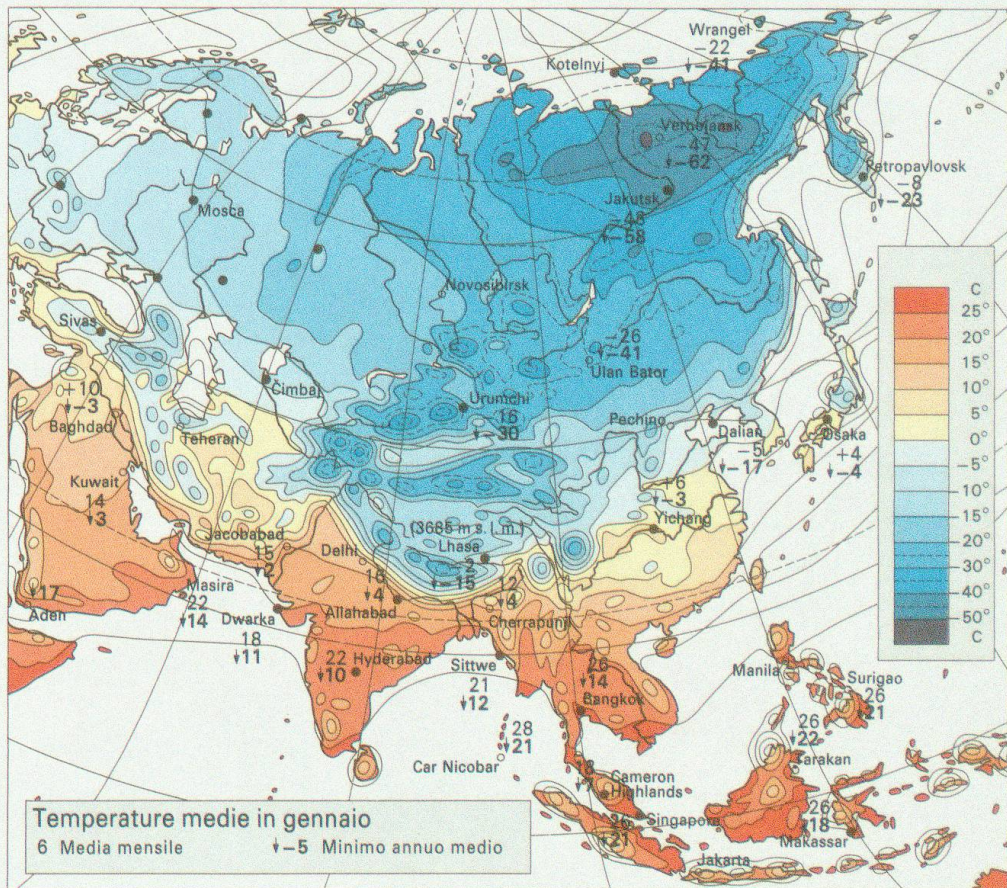 Wrangel
-22
↓-41
Kotelnyj
Verhojansk
-47
↓-62
Petropavlovsk
-8
↓-23
Jakutsk
↓-58
Mosca
Novosibirsk
Sivas
-26
↓-41
Ulan Bator
Cimbaj
Urumchi
-16
↓-30
+10
↓-3
Baghdad
Teheran
Pechino
Dalian
-5
↓-17
Osaka
+4
↓-4
Kuwait
14
↓3
+6
↓-3
Yichang
Jacobabad
15
↓2
Delhi
(3685 m s.l.m.)
Lhasa
-2
↓-15
↓4
Allahabad
12
↓4
Cherrapunji
↓17
Aden
Masira
22
↓14
Dwarka
18
↓11
22
↓10
Hyderabad
Sittwe
21
↓12
26
↓14
Bangkok
28
↓21
Car Nicobar
Manila
Surigao
26
↓21
26
↓22
Tarakan
Cameron
Highlands
18
↓7
Singapore
26
↓21
26
↓18
Makassar
Jakarta
C
25°
20°
15°
10°
5°
0°
-5°
-10°
-15°
-20°
-30°
-40°
-50°
C
Temperature medie in gennaio
6 Media mensile ↓-5 Minimo annuo medio